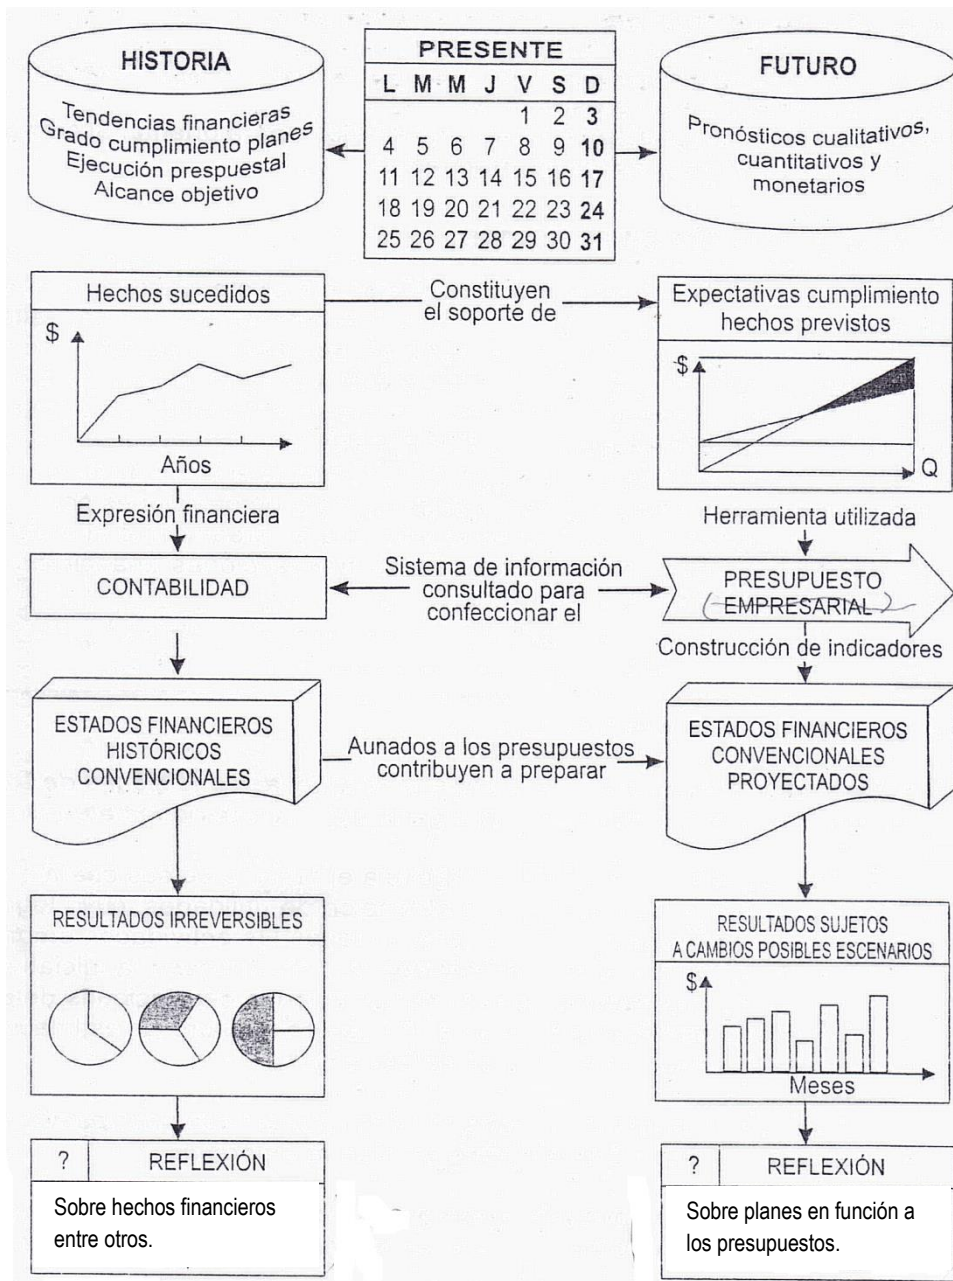 HISTORIA
Tendencias financieras
Grado cumplimiento planes
Ejecución prespuestal
Alcance objetivo
PRESENTE
L M M J V S D
1 2 3
4 5 6 7 8 9 10
11 12 13 14 15 16 17
18 19 20 21 22 23 24
25 26 27 28 29 30 31
FUTURO
Pronósticos cualitativos,
cuantitativos y
monetarios
Hechos sucedidos
$
Años
Constituyen
el soporte de
Expectativas cumplimiento
hechos previstos
$
Q
Expresión financiera
Herramienta utilizada
CONTABILIDAD
Sistema de información
consultado para
confeccionar el
PRESUPUESTO
EMPRESARIAL
Construcción de indicadores
ESTADOS FINANCIEROS
HISTÓRICOS
CONVENCIONALES
Aunados a los presupuestos
contribuyen a preparar
ESTADOS FINANCIEROS
CONVENCIONALES
PROYECTADOS
RESULTADOS IRREVERSIBLES
RESULTADOS SUJETOS
A CAMBIOS POSIBLES ESCENARIOS
$
Meses
? REFLEXIÓN
Sobre hechos financieros
entre otros.
? REFLEXIÓN
Sobre planes en función a
los presupuestos.